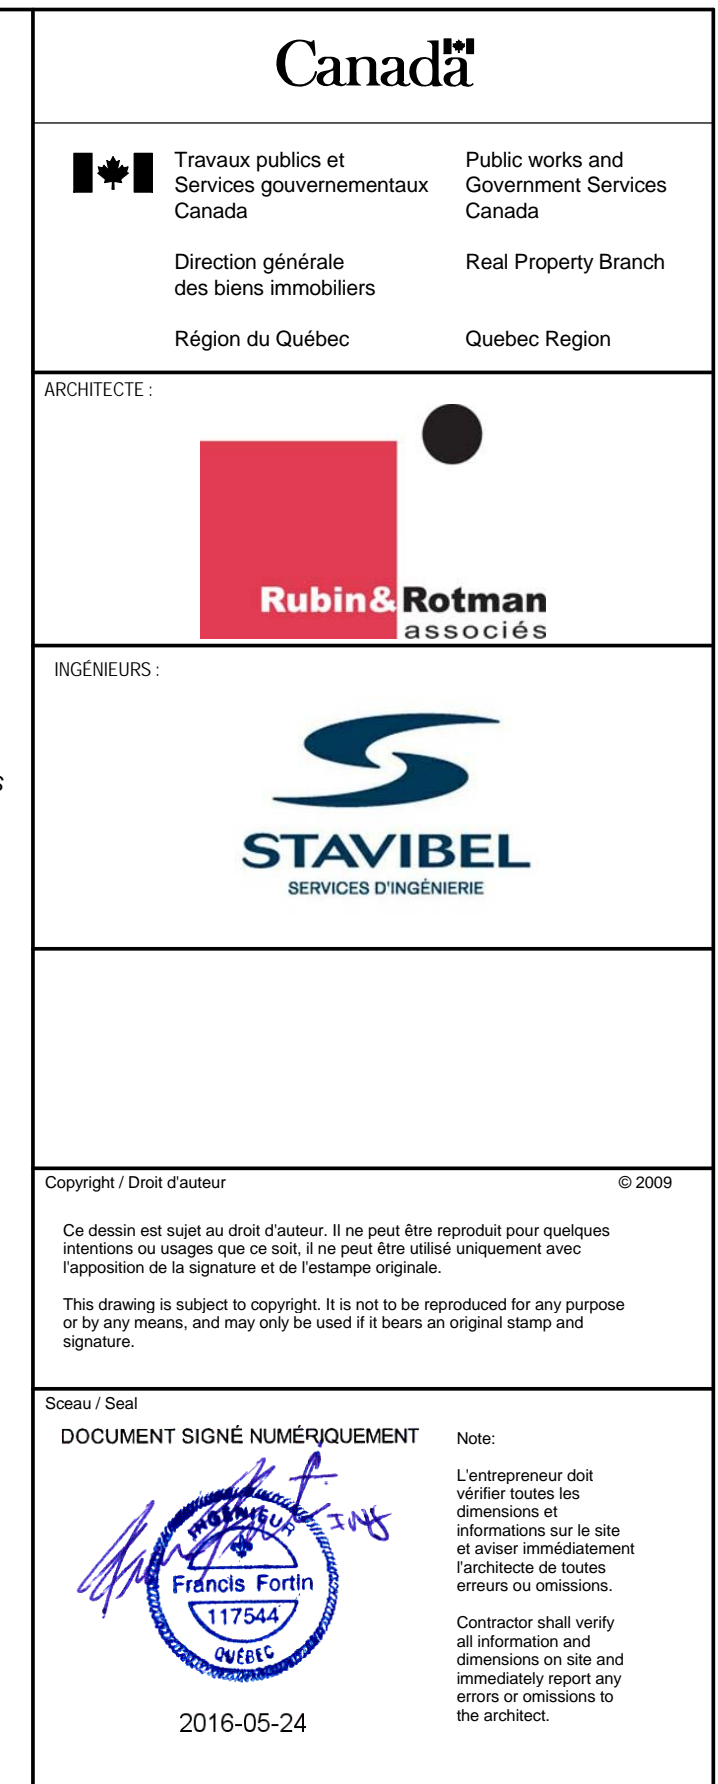 Canada
Travaux publics et
Services gouvernementaux
Canada
Public works and
Government Services
Canada
Direction générale
des biens immobiliers
Real Property Branch
Région du Québec
Quebec Region
ARCHITECTE :
Rubin&Rotman
associés
INGÉNIEURS :
s
STAVIBEL
SERVICES D'INGÉNIERIE
Copyright / Droit d'auteur
© 2009
Ce dessin est sujet au droit d'auteur. Il ne peut être reproduit pour quelques
intentions ou usages que ce soit, il ne peut être utilisé uniquement avec
l'apposition de la signature et de l'estampe originale.
This drawing is subject to copyright. It is not to be reproduced for any purpose
or by any means, and may only be used if it bears an original stamp and
signature.
Sceau / Seal
DOCUMENT SIGNÉ NUMÉRIQUEMENT
INGÉNIEUR
Francis Fortin
117544
QUÉBEC
ing
2016-05-24
Note:
L'entrepreneur doit
vérifier toutes les
dimensions et
informations sur le site
et aviser immédiatement
l'architecte de toutes
erreurs ou omissions.
Contractor shall verify
all information and
dimensions on site and
immediately report any
errors or omissions to
the architect.